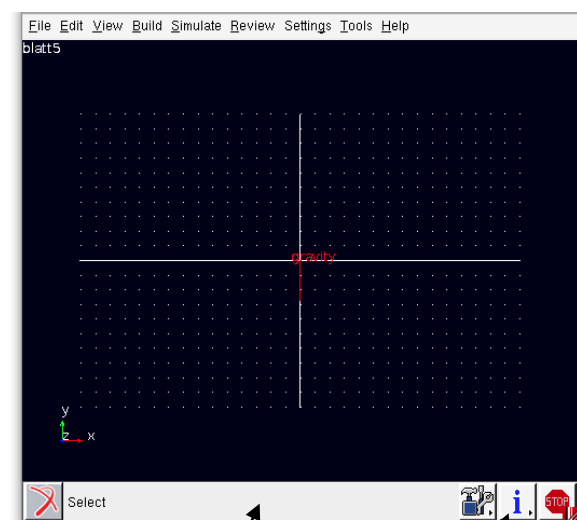 File Edit View Build Simulate Review Settings Tools Help
blatt5
gravity
y
z x
Select
i
STOP